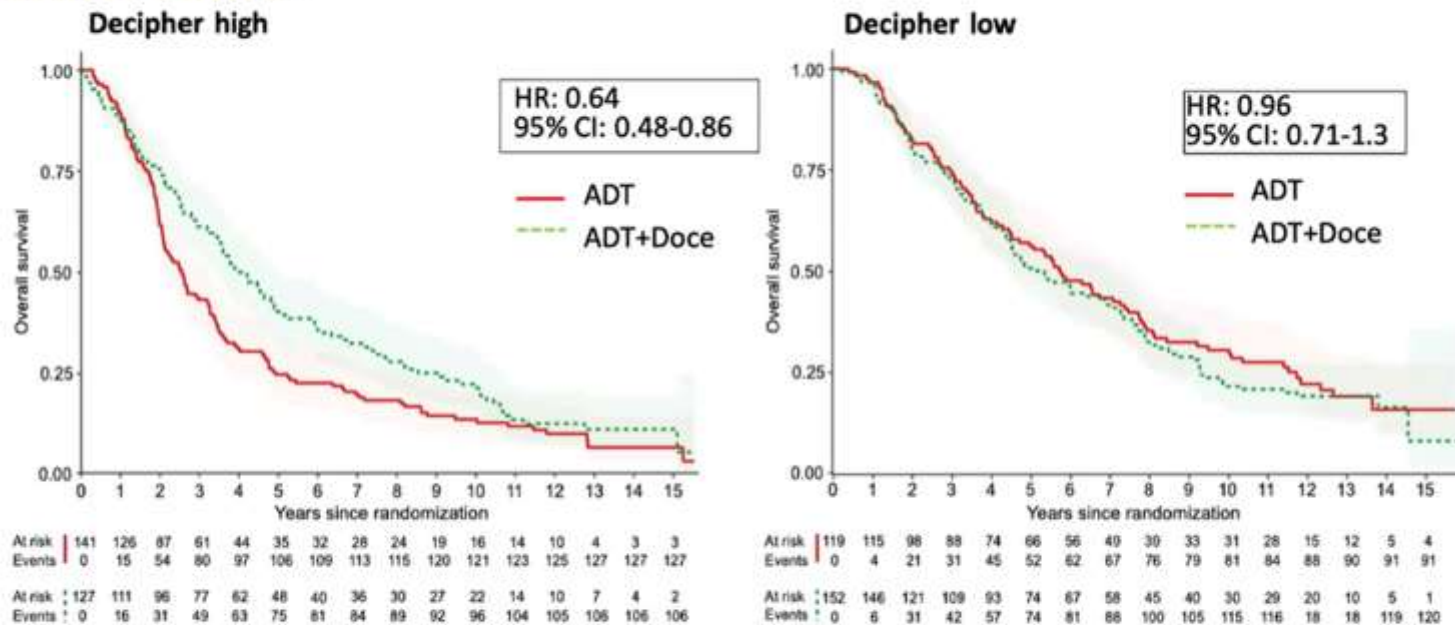 Decipher high
HR: 0.64
95% CI: 0.48-0.86
ADT
ADT+Doce
1.00
0.75
0.50
0.25
0.00
Overall survival
0 1 2 3 4 5 6 7 8 9 10 11 12 13 14 15
Years since randomization
At risk 141 126 87 61 44 35 32 28 24 19 16 14 10 4 3 3
Events 0 15 54 80 97 106 109 113 115 120 121 123 125 127 127 127
At risk 127 111 96 77 62 48 40 36 30 27 22 14 10 7 4 2
Events 0 16 31 49 63 75 81 84 89 92 96 104 105 106 106 106
Decipher low
HR: 0.96
95% CI: 0.71-1.3
ADT
ADT+Doce
1.00
0.75
0.50
0.25
0.00
Overall survival
0 1 2 3 4 5 6 7 8 9 10 11 12 13 14 15
Years since randomization
At risk 119 115 98 88 74 66 56 49 39 33 31 28 15 12 5 4
Events 0 4 21 31 45 52 62 67 76 79 81 84 88 90 91 91
At risk 152 146 121 109 93 74 67 58 45 40 30 29 20 10 5 1
Events 0 6 31 42 57 74 81 88 100 105 115 116 18 18 119 120